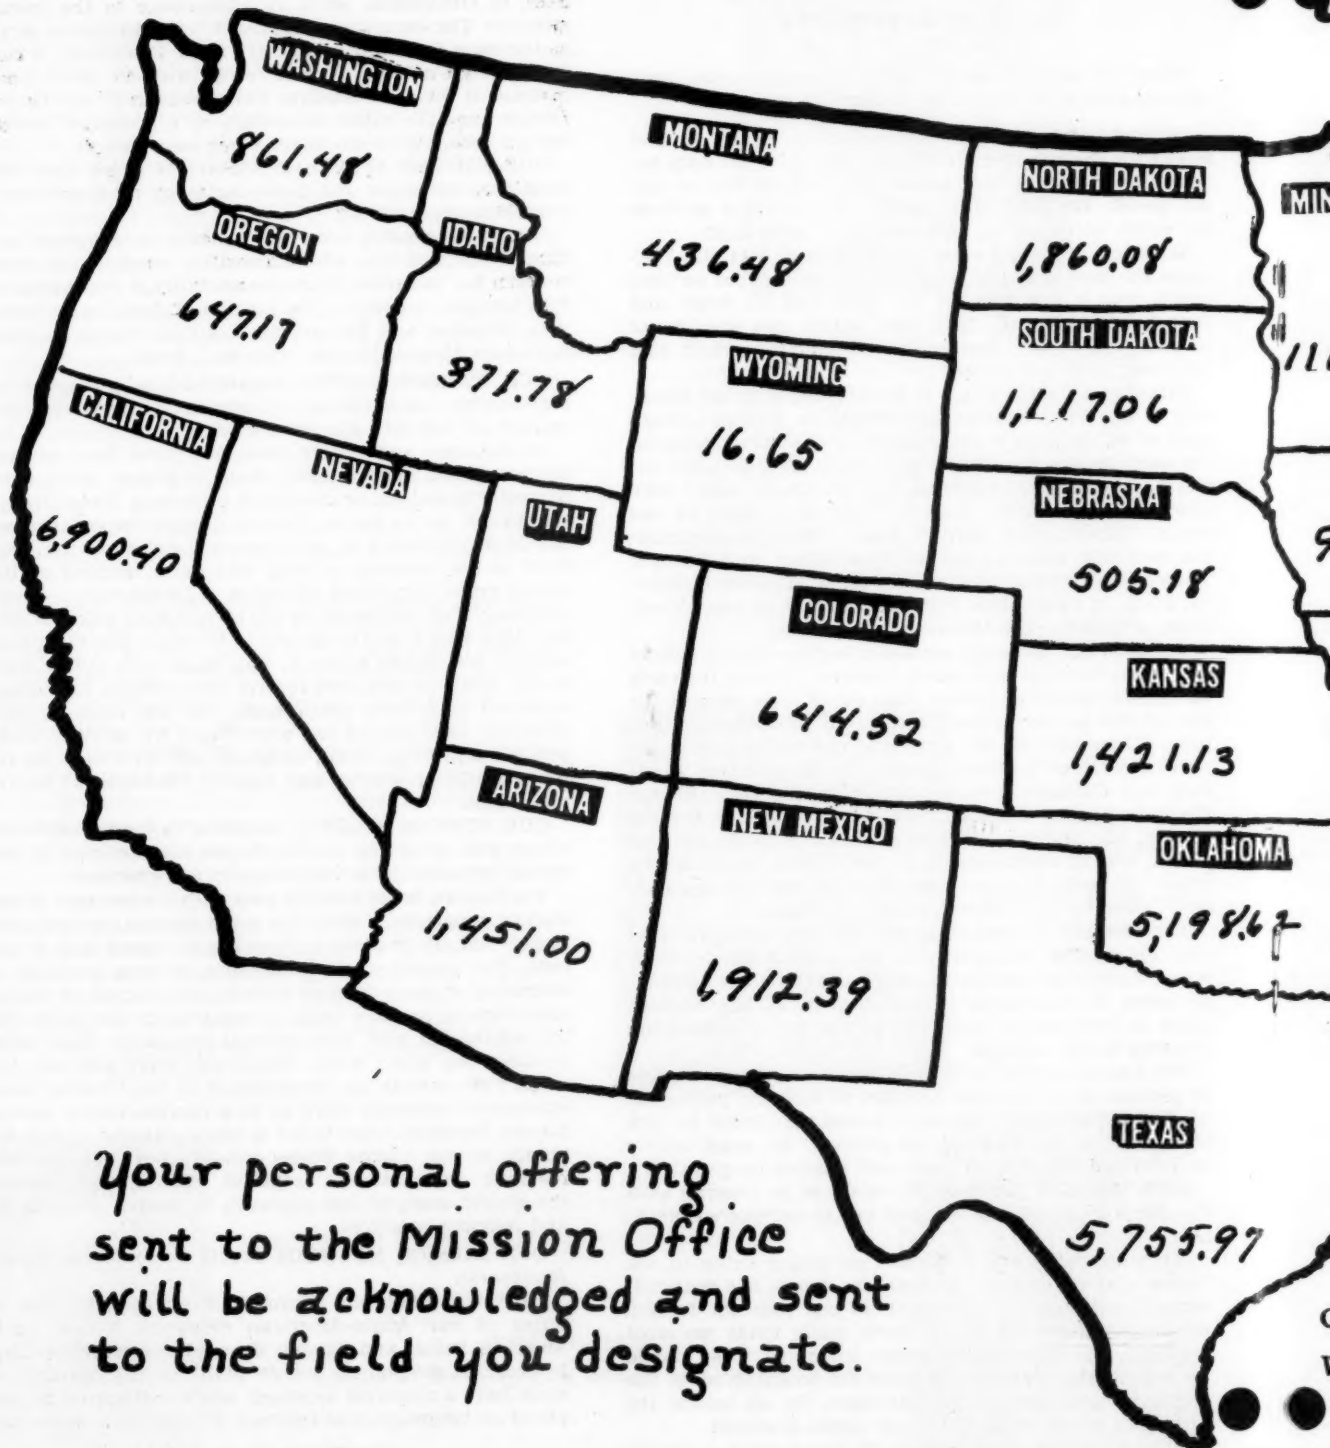 WASHINGTON
861.48
MONTANA
436.48
NORTH DAKOTA
1,860.08
OREGON
647.17
IDAHO
371.78
SOUTH DAKOTA
1,117.06
WYOMING
16.65
CALIFORNIA
6,900.40
NEVADA
UTAH
NEBRASKA
505.18
COLORADO
644.52
KANSAS
1,421.13
ARIZONA
1,451.00
NEW MEXICO
1,912.39
OKLAHOMA
5,198.62
TEXAS
5,755.97
Your personal offering
sent to the Mission Office
will be acknowledged and sent
to the field you designate.